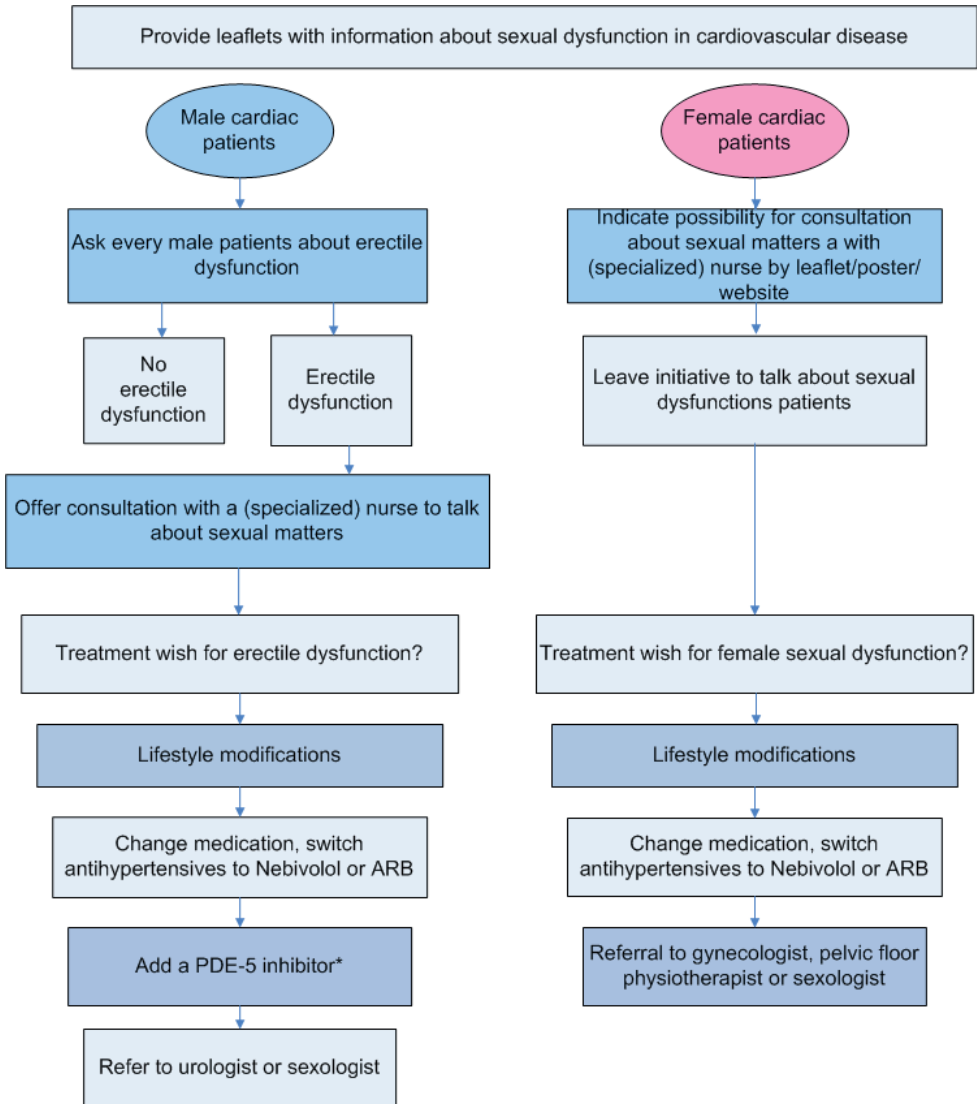 Provide leaflets with information about sexual dysfunction in cardiovascular disease
Male cardiac
patients
Female cardiac
patients
Ask every male patients about erectile
dysfunction
Indicate possibility for consultation
about sexual matters a with
(specialized) nurse by leaflet/poster/
website
No
erectile
dysfunction
Erectile
dysfunction
Leave initiative to talk about sexual
dysfunctions patients
Offer consultation with a (specialized) nurse to talk
about sexual matters
Treatment wish for erectile dysfunction?
Treatment wish for female sexual dysfunction?
Lifestyle modifications
Lifestyle modifications
Change medication, switch
antihypertensives to Nebivolol or ARB
Change medication, switch
antihypertensives to Nebivolol or ARB
Add a PDE-5 inhibitor*
Referral to gynecologist, pelvic floor
physiotherapist or sexologist
Refer to urologist or sexologist